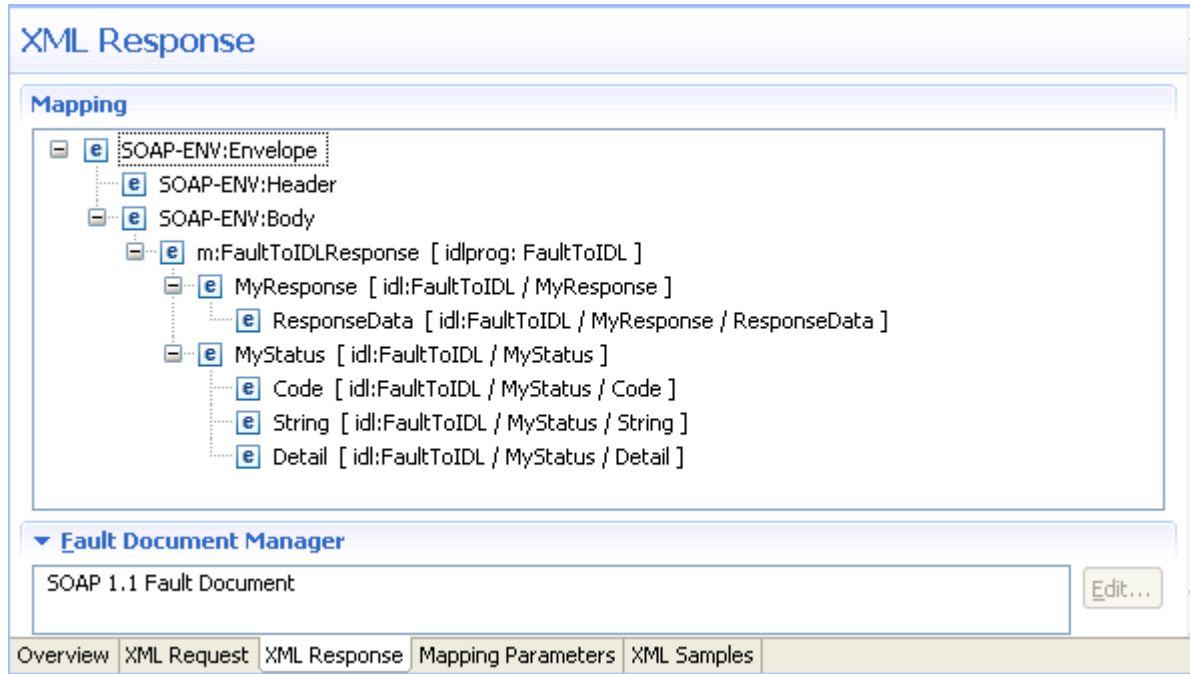 XML Response
Mapping
e SOAP-ENV:Envelope
e SOAP-ENV:Header
e SOAP-ENV:Body
e m:FaultToIDLResponse [ idlprog: FaultToIDL ]
e MyResponse [ idl:FaultToIDL / MyResponse ]
e ResponseData [ idl:FaultToIDL / MyResponse / ResponseData ]
e MyStatus [ idl:FaultToIDL / MyStatus ]
e Code [ idl:FaultToIDL / MyStatus / Code ]
e String [ idl:FaultToIDL / MyStatus / String ]
e Detail [ idl:FaultToIDL / MyStatus / Detail ]
Fault Document Manager
SOAP 1.1 Fault Document
Edit...
Overview XML Request XML Response Mapping Parameters XML Samples